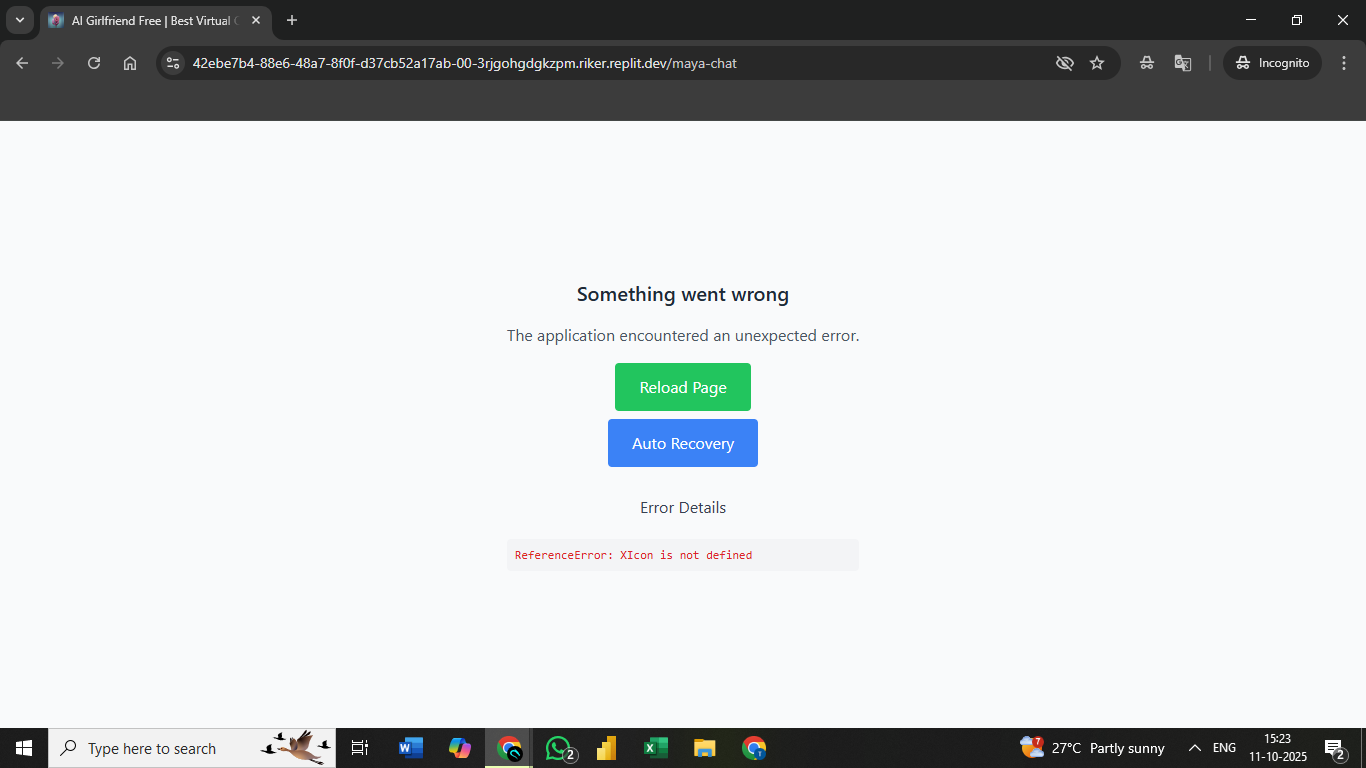 AI Girlfriend Free | Best Virtual
42ebe7b4-88e6-48a7-8f0f-d37cb52a17ab-00-3rjgohgdgkzpm.riker.replit.dev/maya-chat
Incognito
Something went wrong
The application encountered an unexpected error.
Reload Page
Auto Recovery
Error Details
ReferenceError: XIcon is not defined
Type here to search
2
7
27°C Partly sunny
ENG
15:23
11-10-2025
2